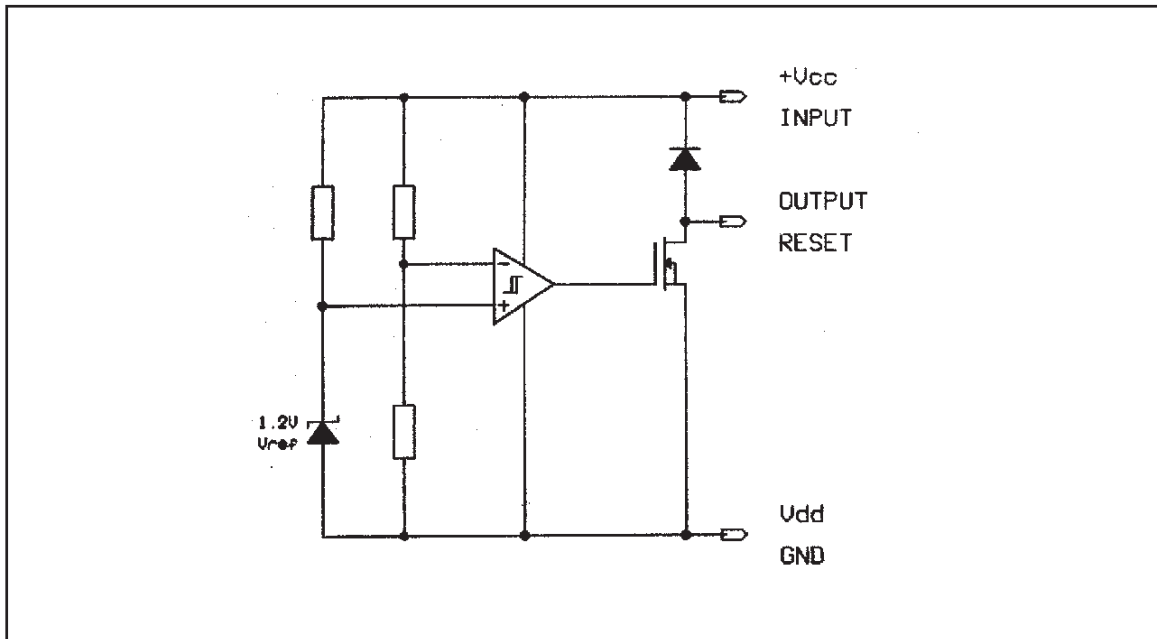 +Vcc
INPUT
OUTPUT
RESET
-
+
1.2V
Vref
Vdd
GND